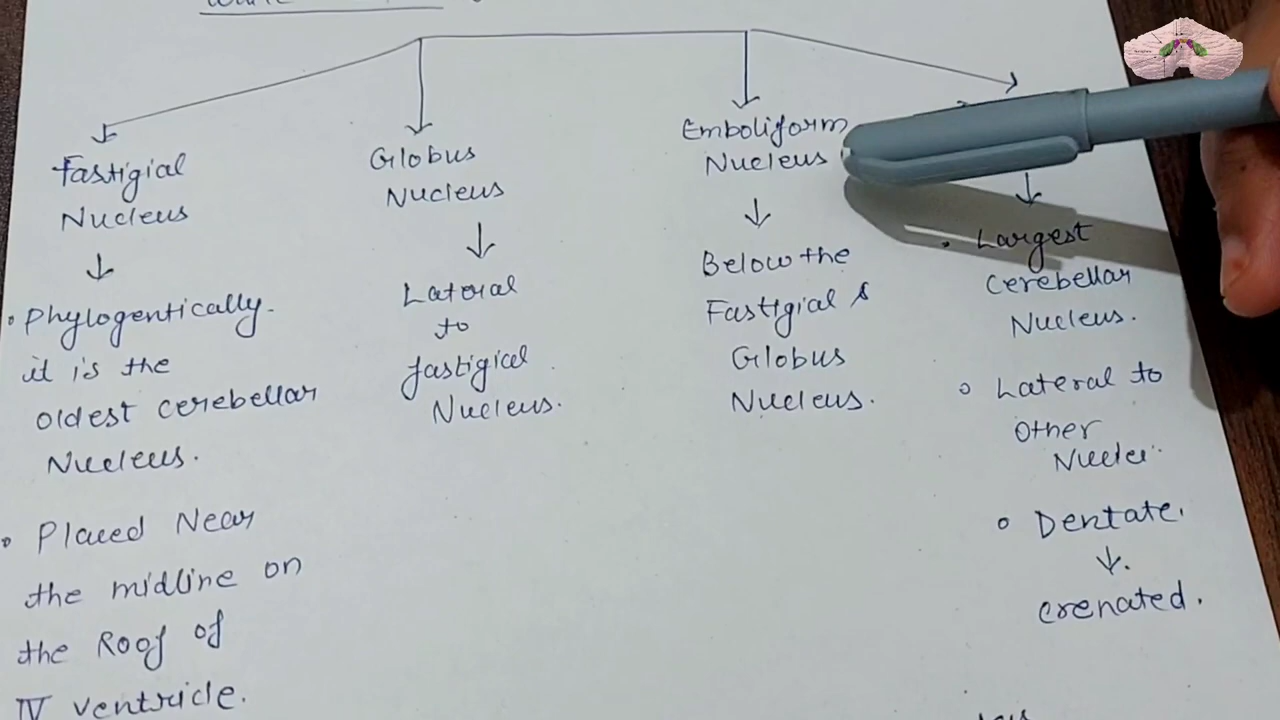 Fastigial
Nucleus
• Phylogentically.
it is the
oldest cerebellar
Nucleus.
• Placed Near
the midline on
the Roof of
IV ventricle.
Globus
Nucleus
Lateral
to
fastigial
Nucleus.
Emboliform
Nucleus
Below the
Fastigial &
Globus
Nucleus.
• Largest
cerebellar
Nucleus.
• Lateral to
Other
Nuclei.
• Dentate.
crenated.